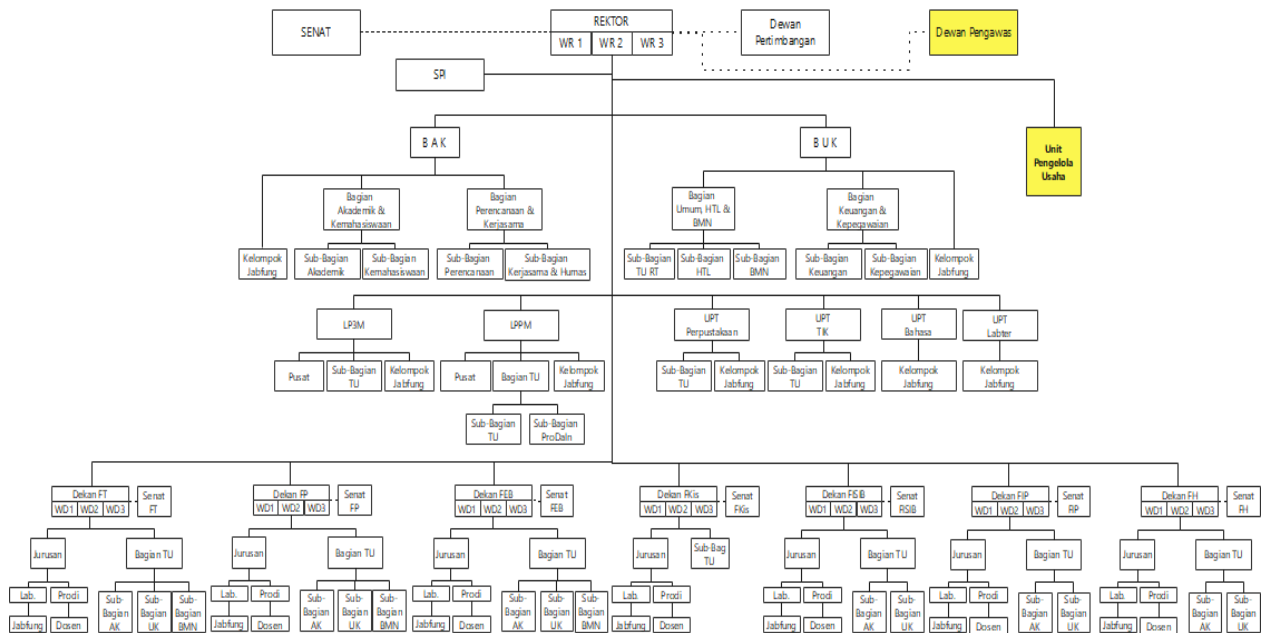 SENAT
REKTOR
WR 1 WR 2 WR 3
Dewan
Pertimbangan
Dewan Pengawas
SPI
B A K
B U K
Unit
Pengelola
Usaha
Bagian
Akademik &
Kemahasiswaan
Bagian
Perencanaan &
Kerjasama
Bagian
Umum, HTL &
BMN
Bagian
Keuangan &
Kepegawaian
Kelompok
Jabfung
Sub-Bagian
Akademik
Sub-Bagian
Kemahasiswaan
Sub-Bagian
Perencanaan
Sub-Bagian
Kerjasama & Humas
Sub-Bagian
TU RT
Sub-Bagian
HTL
Sub-Bagian
BMN
Sub-Bagian
Keuangan
Sub-Bagian
Kepegawaian
Kelompok
Jabfung
LP3M
LPPM
UPT
Perpustakaan
UPT
TIK
UPT
Bahasa
UPT
Labter
Pusat
Sub-Bagian
TU
Kelompok
Jabfung
Pusat
Bagian TU
Kelompok
Jabfung
Sub-Bagian
TU
Kelompok
Jabfung
Sub-Bagian
TU
Kelompok
Jabfung
Kelompok
Jabfung
Kelompok
Jabfung
Sub-Bagian
TU
Sub-Bagian
ProDaIn
Dekan FT
WD1 WD2 WD3
Senat
FT
Jurusan
Bagian TU
Lab.
Prodi
Jabfung
Dosen
Sub-
Bagian
AK
Sub-
Bagian
UK
Sub-
Bagian
BMN
Dekan FP
WD1 WD2 WD3
Senat
FP
Jurusan
Bagian TU
Lab.
Prodi
Jabfung
Dosen
Sub-
Bagian
AK
Sub-
Bagian
UK
Sub-
Bagian
BMN
Dekan FEB
WD1 WD2 WD3
Senat
FEB
Jurusan
Bagian TU
Lab.
Prodi
Jabfung
Dosen
Sub-
Bagian
AK
Sub-
Bagian
UK
Sub-
Bagian
BMN
Dekan FKis
WD1 WD2 WD3
Senat
FKis
Jurusan
Sub-Bag
TU
Lab.
Prodi
Jabfung
Dosen
Dekan FISIB
WD1 WD2 WD3
Senat
FISIB
Jurusan
Bagian TU
Lab.
Prodi
Jabfung
Dosen
Sub-
Bagian
AK
Sub-
Bagian
UK
Dekan FIP
WD1 WD2 WD3
Senat
FIP
Jurusan
Bagian TU
Lab.
Prodi
Jabfung
Dosen
Sub-
Bagian
AK
Sub-
Bagian
UK
Dekan FH
WD1 WD2 WD3
Senat
FH
Jurusan
Bagian TU
Lab.
Prodi
Jabfung
Dosen
Sub-
Bagian
AK
Sub-
Bagian
UK